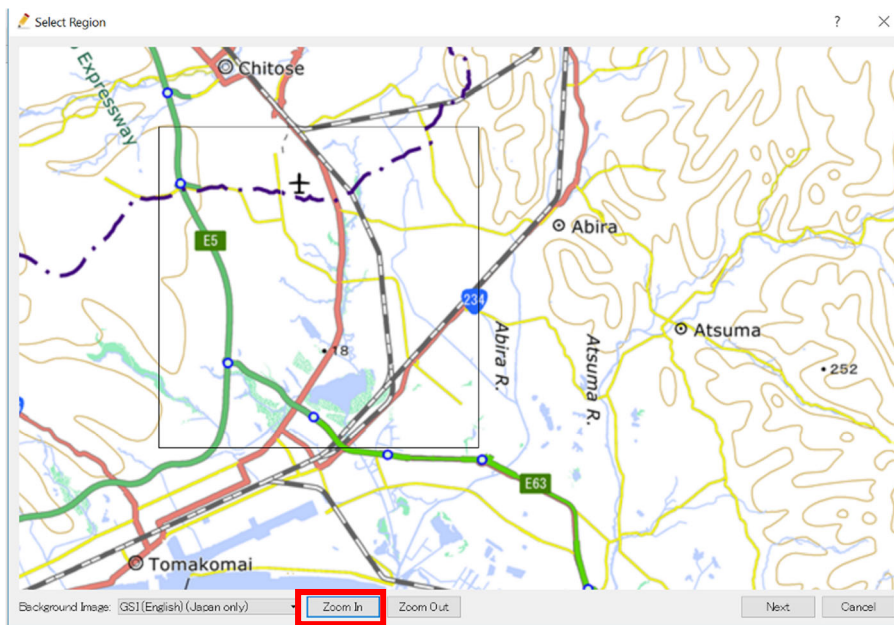 Select Region
?
Chitose
Expressway
E5
Abira
234
Abira R.
Atsuma R.
Atsuma
18
252
E63
Tomakomai
Background Image: GSI (English) (Japan only)
Zoom In
Zoom Out
Next
Cancel